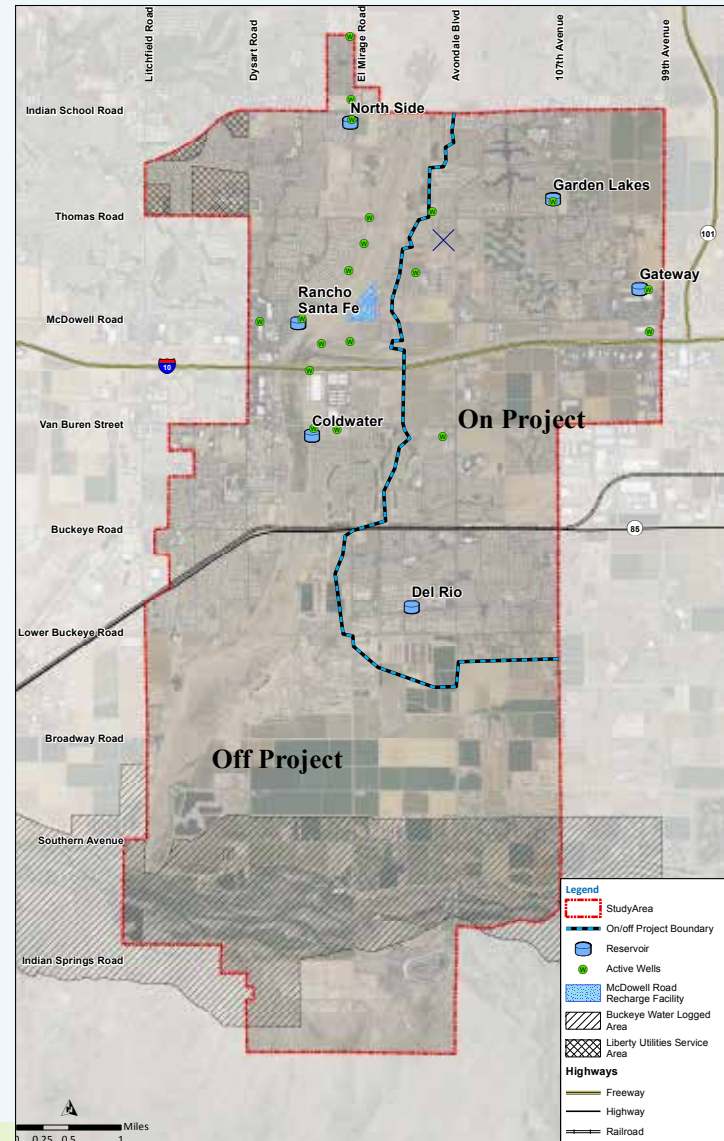 Litchfield Road
Dysart Road
El Mirage Road
Avondale Blvd
107th Avenue
99th Avenue
Indian School Road
North Side
W
W
W
Garden Lakes
W
Thomas Road
W
W
101
W
W
W
Gateway
W
Rancho
Santa Fe
McDowell Road
W
W
W
W
W
10
W
Van Buren Street
On Project
Coldwater
W
W
W
Buckeye Road
85
Del Rio
Lower Buckeye Road
Broadway Road
Off Project
Southern Avenue
Indian Springs Road
Legend
StudyArea
On/off Project Boundary
Reservoir
W
Active Wells
McDowell Road
Recharge Facility
Buckeye Water Logged
Area
Liberty Utilities Service
Area
Highways
Freeway
Highway
Railroad
Miles
0 0.25 0.5 1